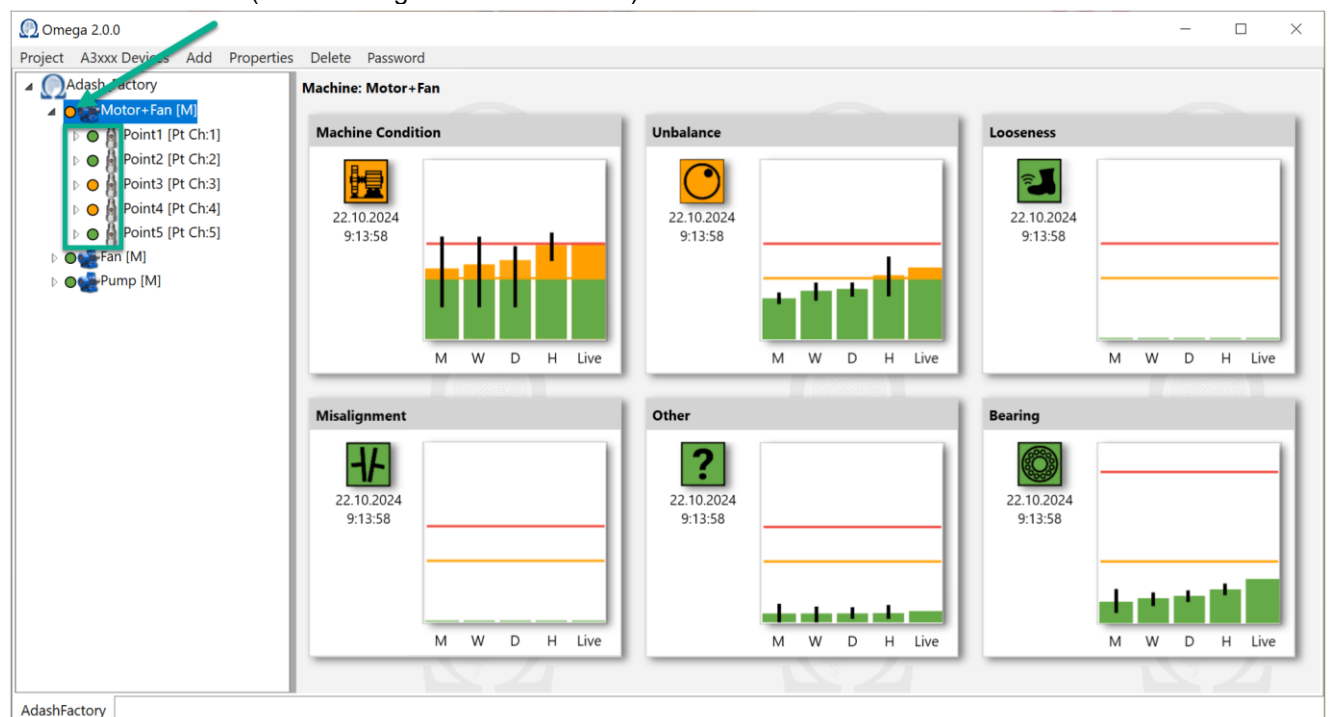 Omega 2.0.0
Project A3xxx Devices Add Properties Delete Password
Adash Factory
Motor+Fan [M]
Point1 [Pt Ch:1]
Point2 [Pt Ch:2]
Point3 [Pt Ch:3]
Point4 [Pt Ch:4]
Point5 [Pt Ch:5]
Fan [M]
Pump [M]
Machine: Motor+Fan
Machine Condition
22.10.2024
9:13:58
M W D H Live
Unbalance
22.10.2024
9:13:58
M W D H Live
Looseness
22.10.2024
9:13:58
M W D H Live
Misalignment
22.10.2024
9:13:58
M W D H Live
Other
?
22.10.2024
9:13:58
M W D H Live
Bearing
22.10.2024
9:13:58
M W D H Live
AdashFactory